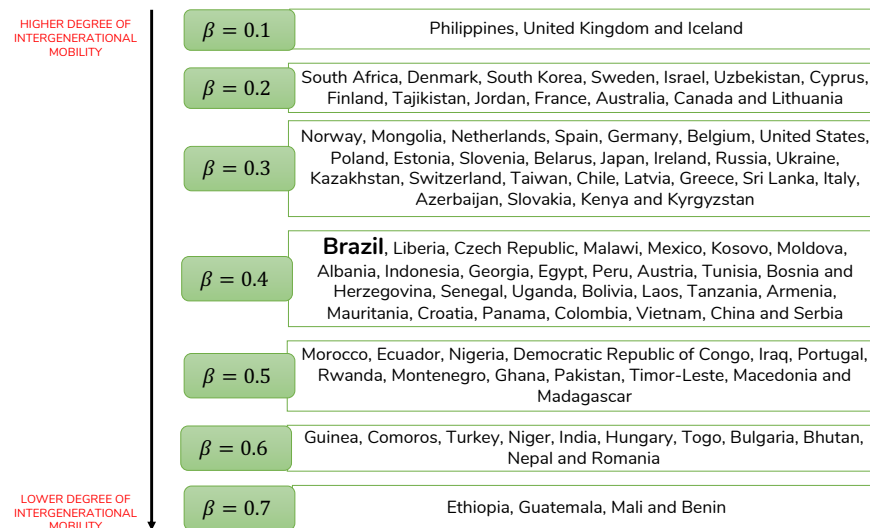 HIGHER DEGREE OF
INTERGENERATIONAL
MOBILITY
β = 0.1
Philippines, United Kingdom and Iceland
β = 0.2
South Africa, Denmark, South Korea, Sweden, Israel, Uzbekistan, Cyprus,
Finland, Tajikistan, Jordan, France, Australia, Canada and Lithuania
β = 0.3
Norway, Mongolia, Netherlands, Spain, Germany, Belgium, United States,
Poland, Estonia, Slovenia, Belarus, Japan, Ireland, Russia, Ukraine,
Kazakhstan, Switzerland, Taiwan, Chile, Latvia, Greece, Sri Lanka, Italy,
Azerbaijan, Slovakia, Kenya and Kyrgyzstan
β = 0.4
Brazil, Liberia, Czech Republic, Malawi, Mexico, Kosovo, Moldova,
Albania, Indonesia, Georgia, Egypt, Peru, Austria, Tunisia, Bosnia and
Herzegovina, Senegal, Uganda, Bolivia, Laos, Tanzania, Armenia,
Mauritania, Croatia, Panama, Colombia, Vietnam, China and Serbia
β = 0.5
Morocco, Ecuador, Nigeria, Democratic Republic of Congo, Iraq, Portugal,
Rwanda, Montenegro, Ghana, Pakistan, Timor-Leste, Macedonia and
Madagascar
β = 0.6
Guinea, Comoros, Turkey, Niger, India, Hungary, Togo, Bulgaria, Bhutan,
Nepal and Romania
LOWER DEGREE OF
INTERGENERATIONAL
MOBILITY
β = 0.7
Ethiopia, Guatemala, Mali and Benin